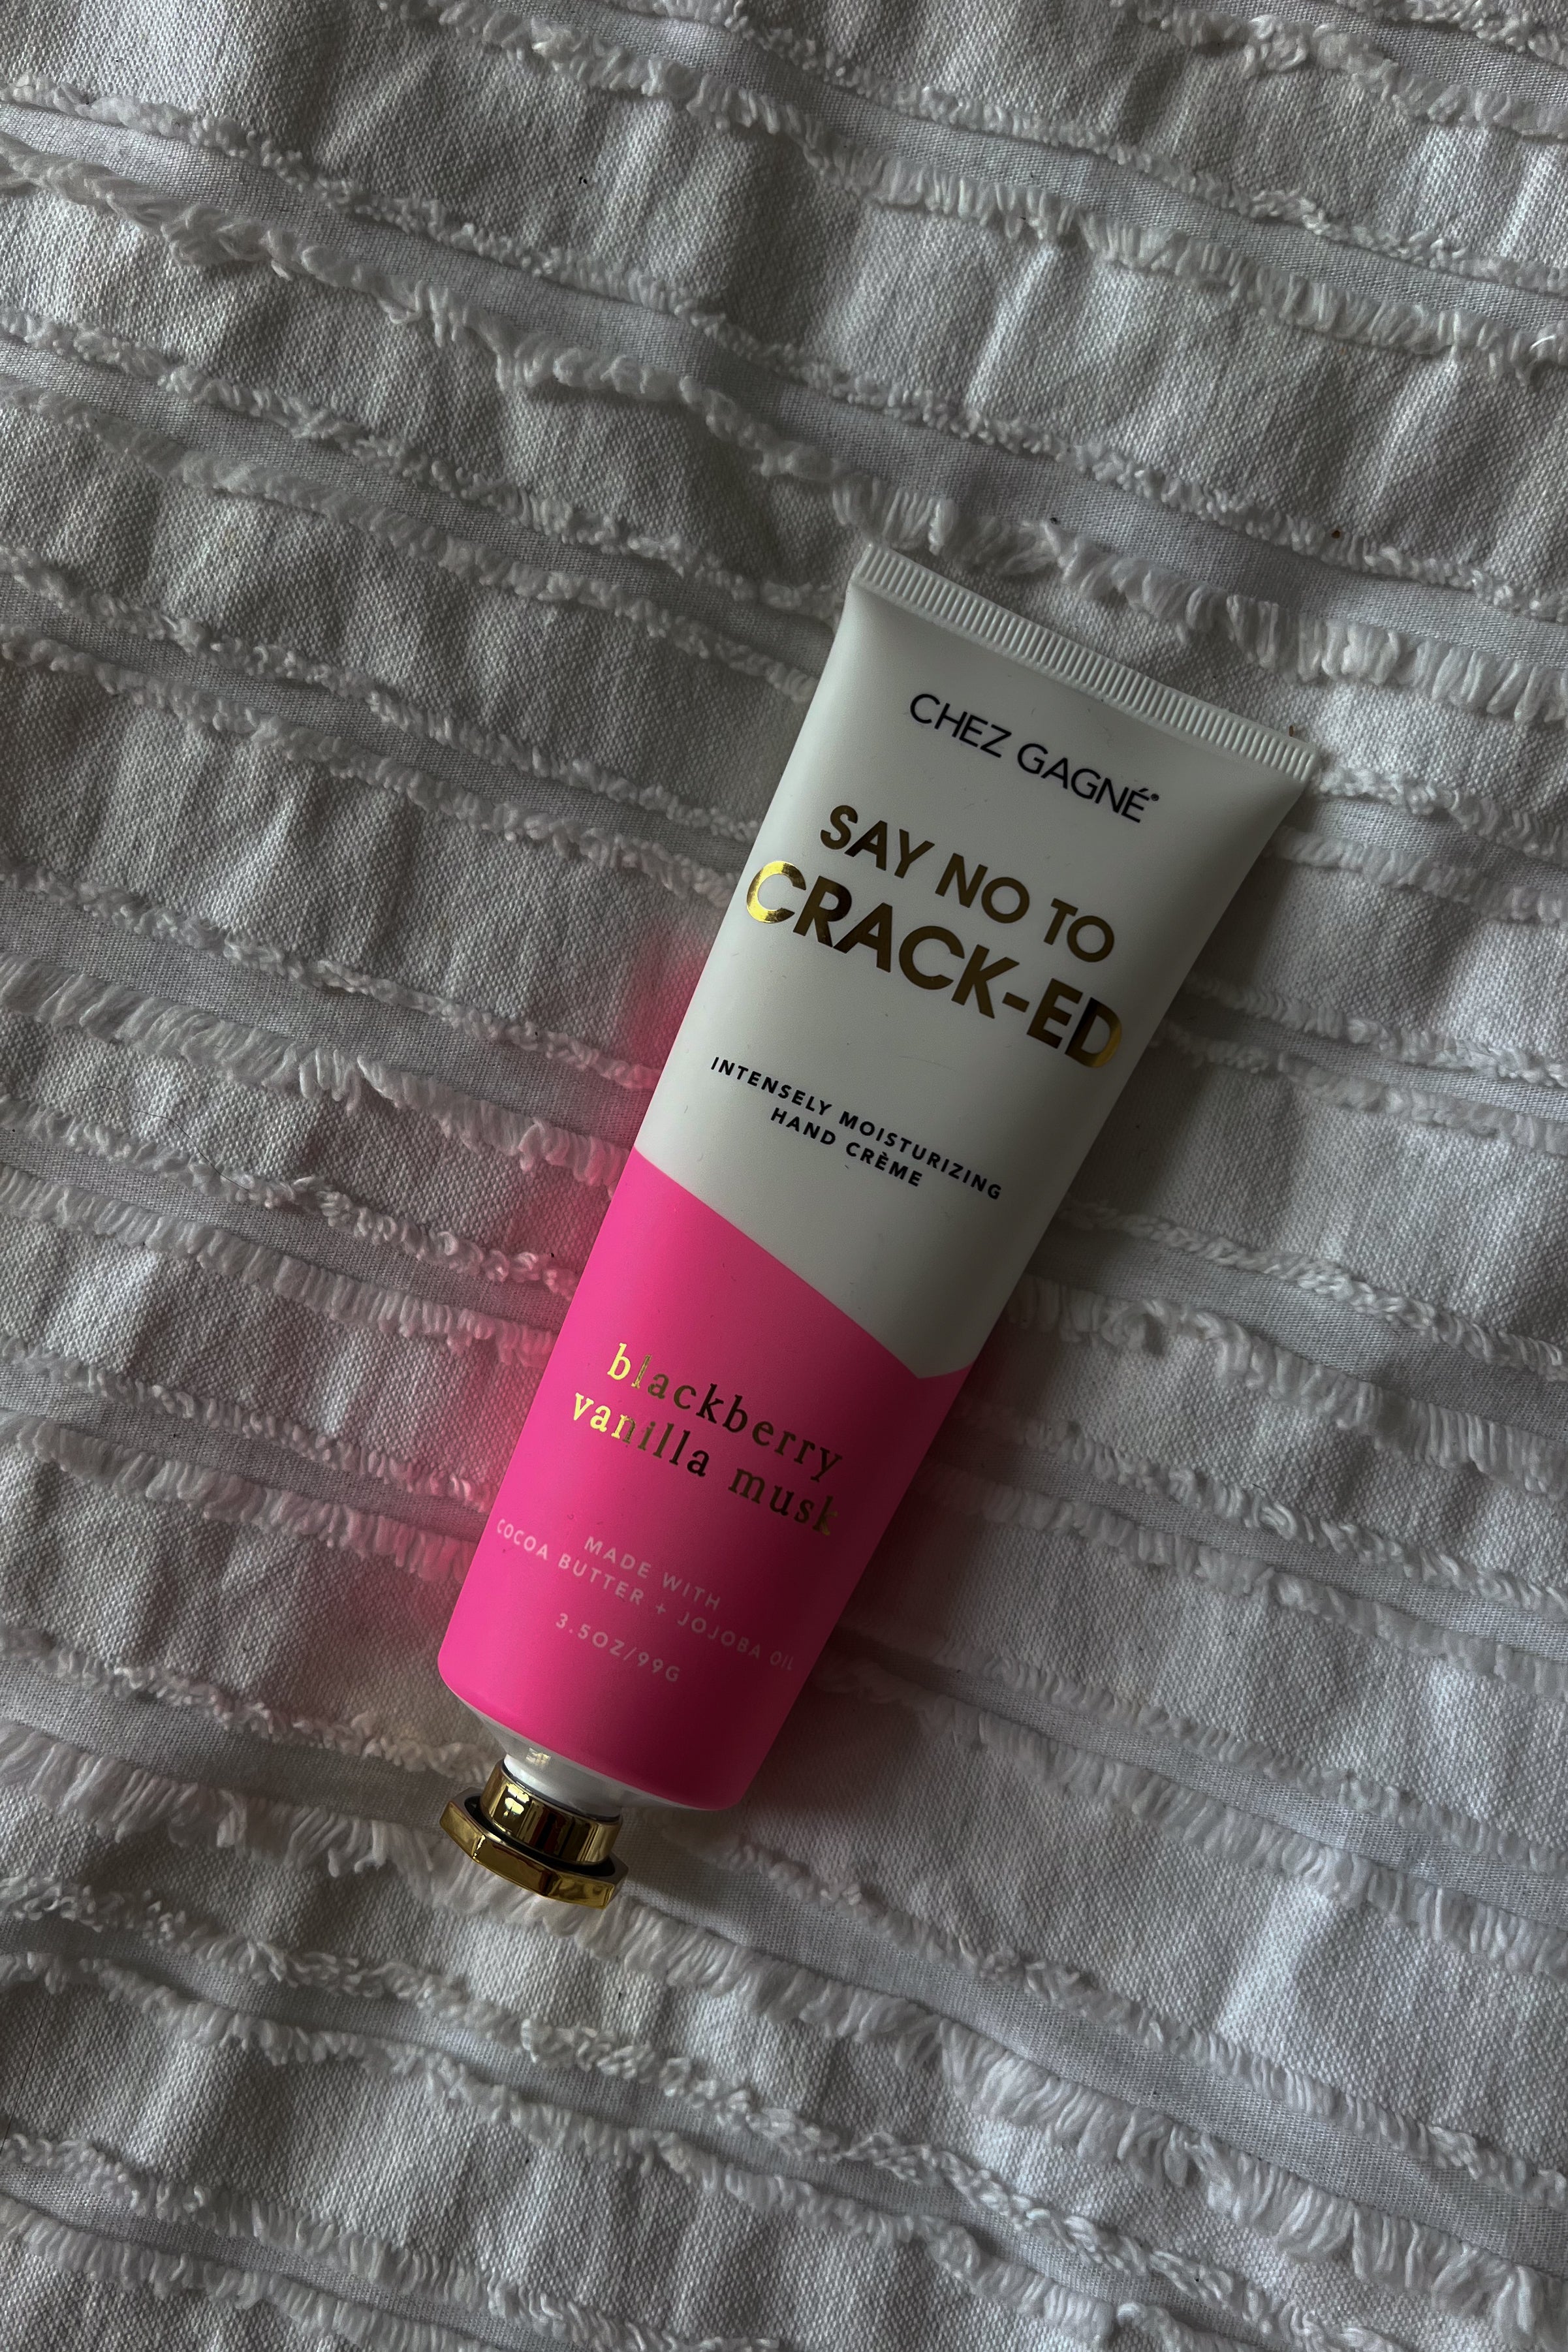 CHEZ GAGNÉ®
SAY NO TO
CRACK-ED
INTENSELY MOISTURIZING
HAND CRÈME
blackberry
vanilla musk
MADE WITH
COCOA BUTTER + JOJOBA OIL
3.5OZ/99G